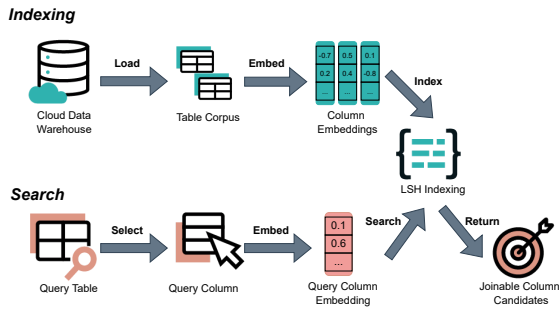 Indexing
Load
Embed
-0.7 0.5 0.1
0.2 0.4 -0.8
... ... ...
Index
Cloud Data
Warehouse
Table Corpus
Column
Embeddings
LSH Indexing
Search
Select
Embed
0.1
0.6
...
Search
Return
Query Table
Query Column
Query Column
Embedding
Joinable Column
Candidates